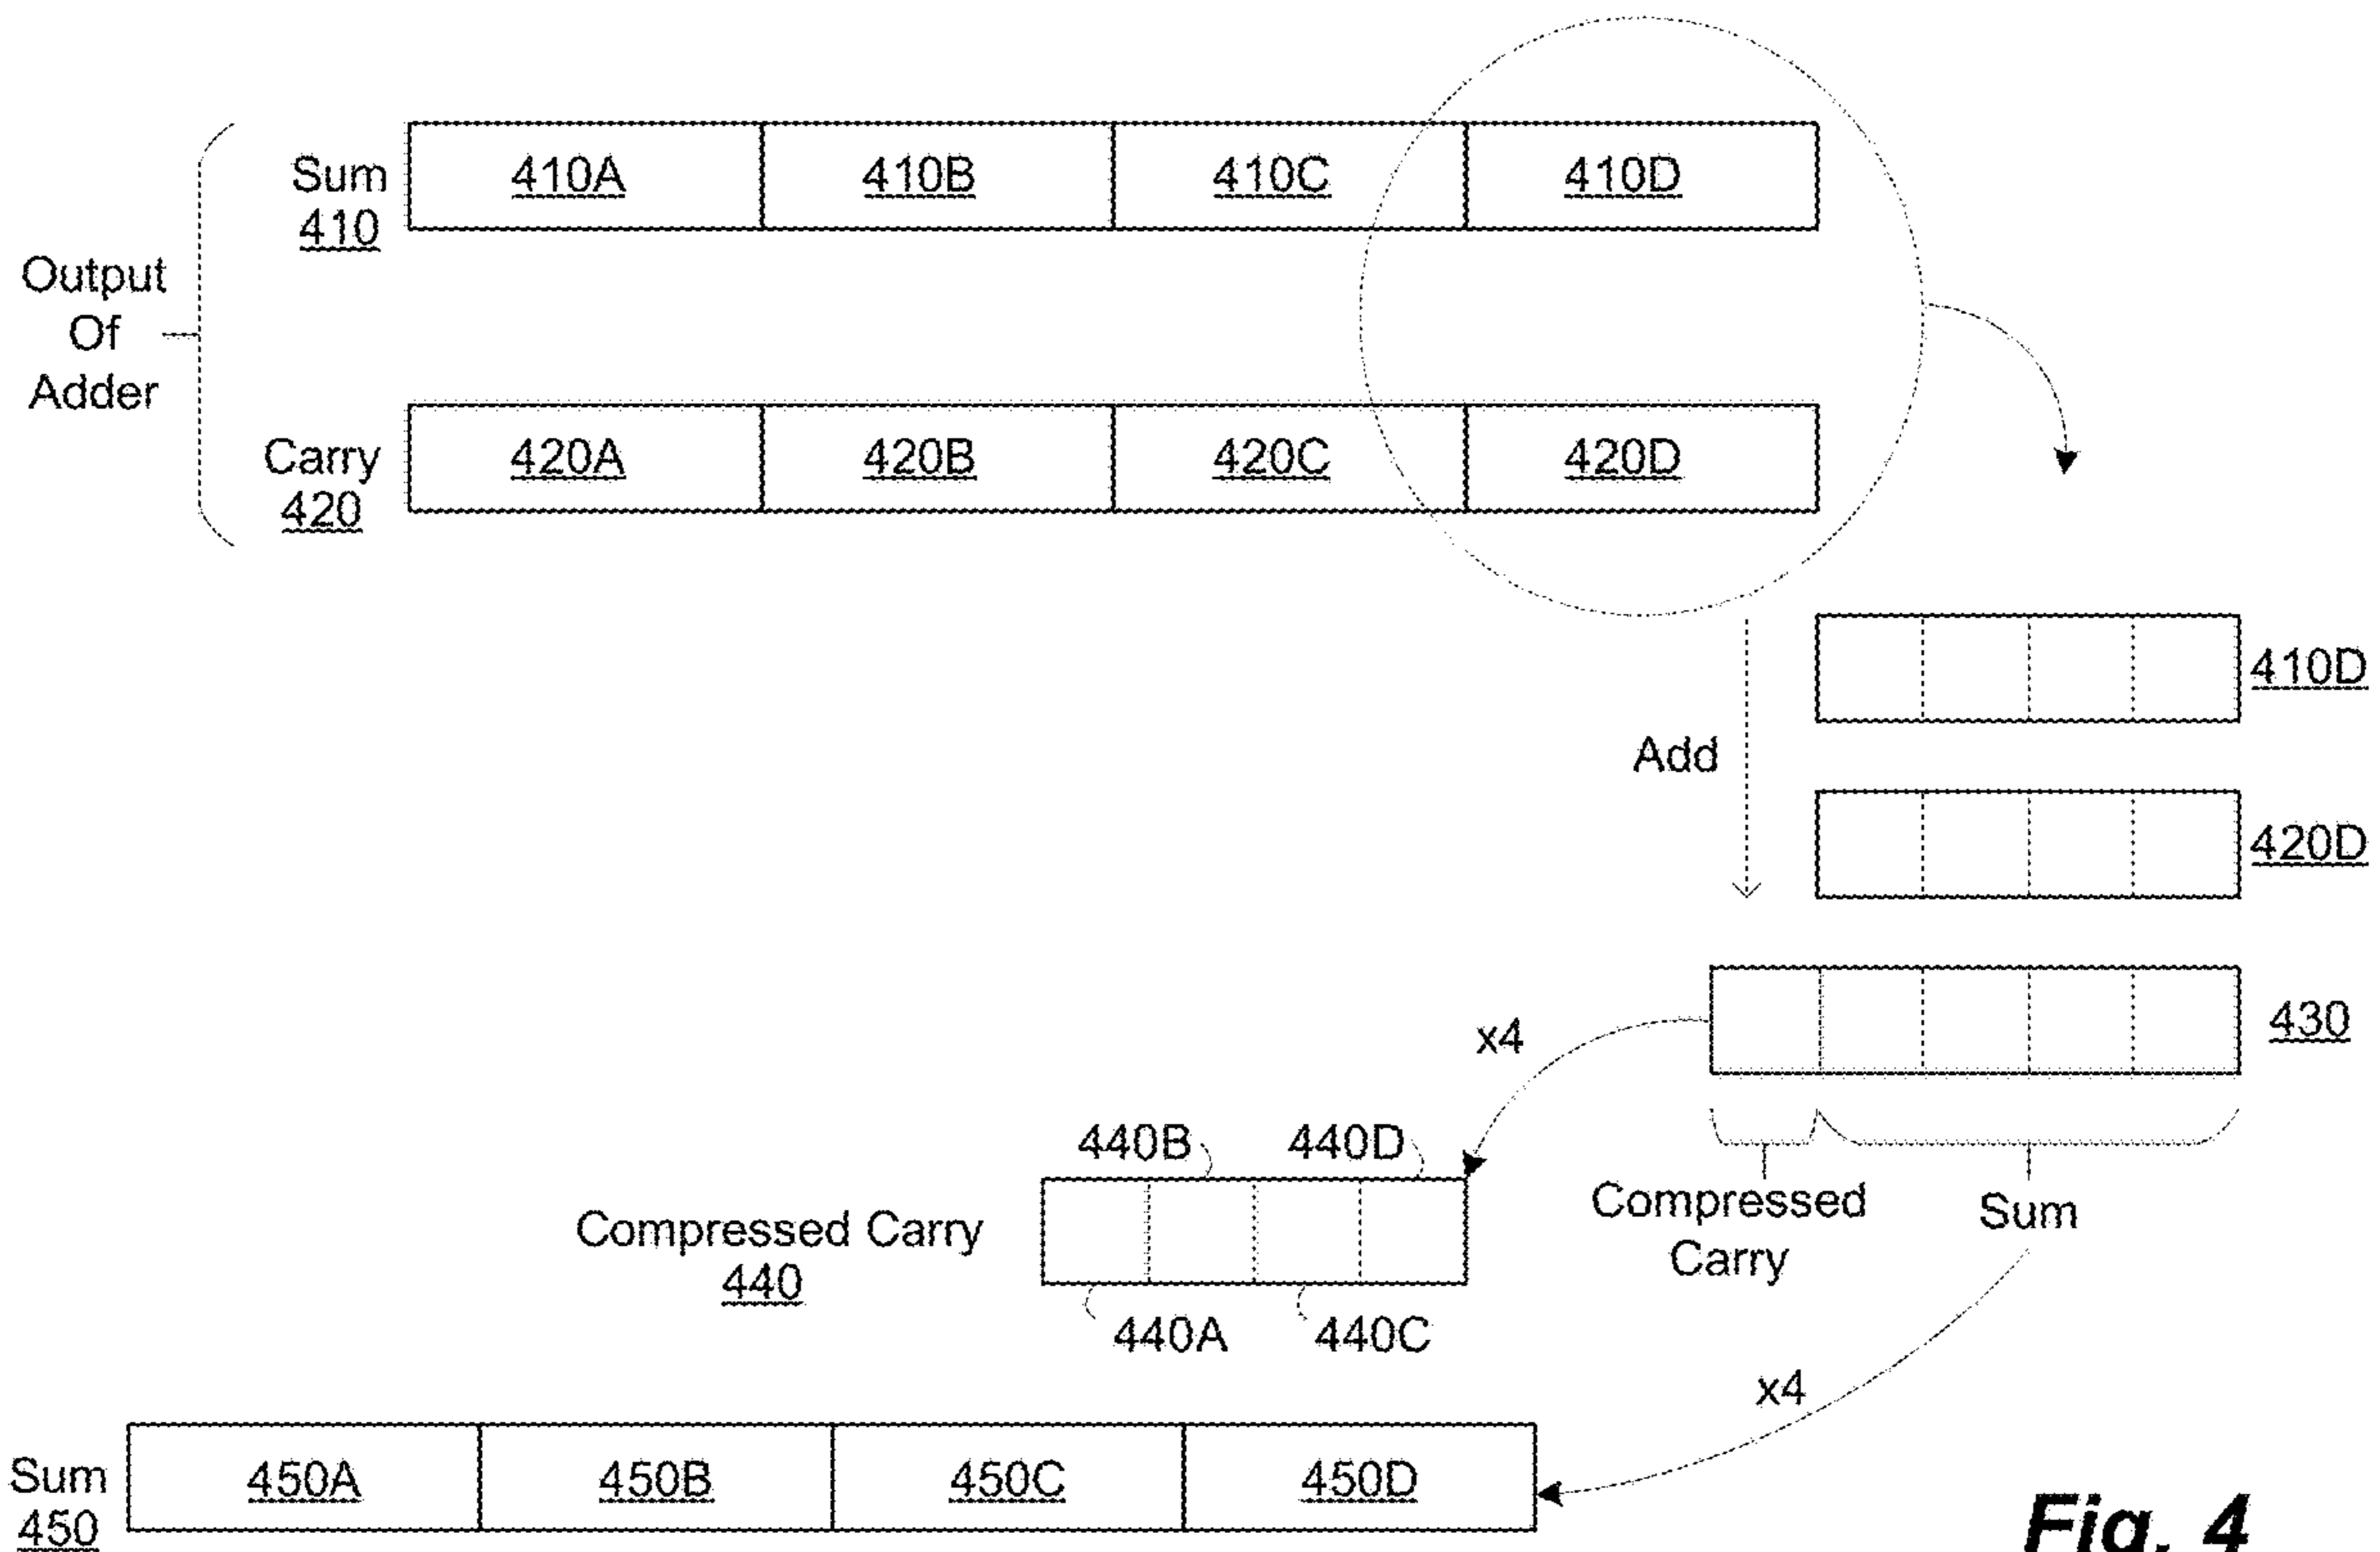 Sum
410
410A
410B
410C
410D
Output
Of
Adder
Carry
420
420A
420B
420C
420D
410D
Add
420D
430
x4
Compressed
Carry
Sum
440B
440D
Compressed Carry
440
440A
440C
x4
Sum
450
450A
450B
450C
450D
Fig. 4